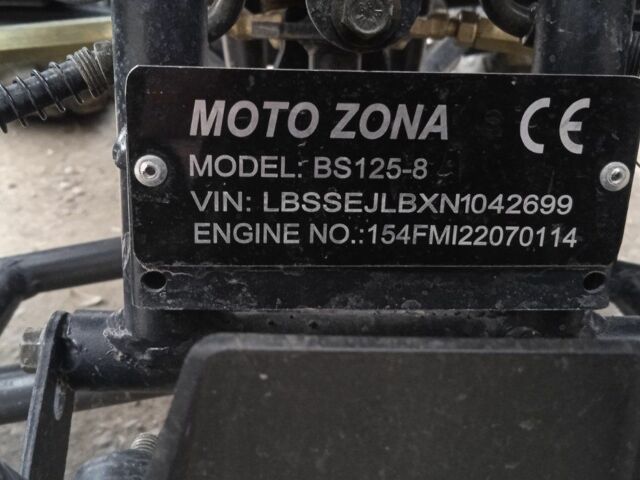 MOTO ZONA
CE
MODEL: BS125-8
VIN: LBSSEJLBXN1042699
ENGINE NO.:154FMI22070114